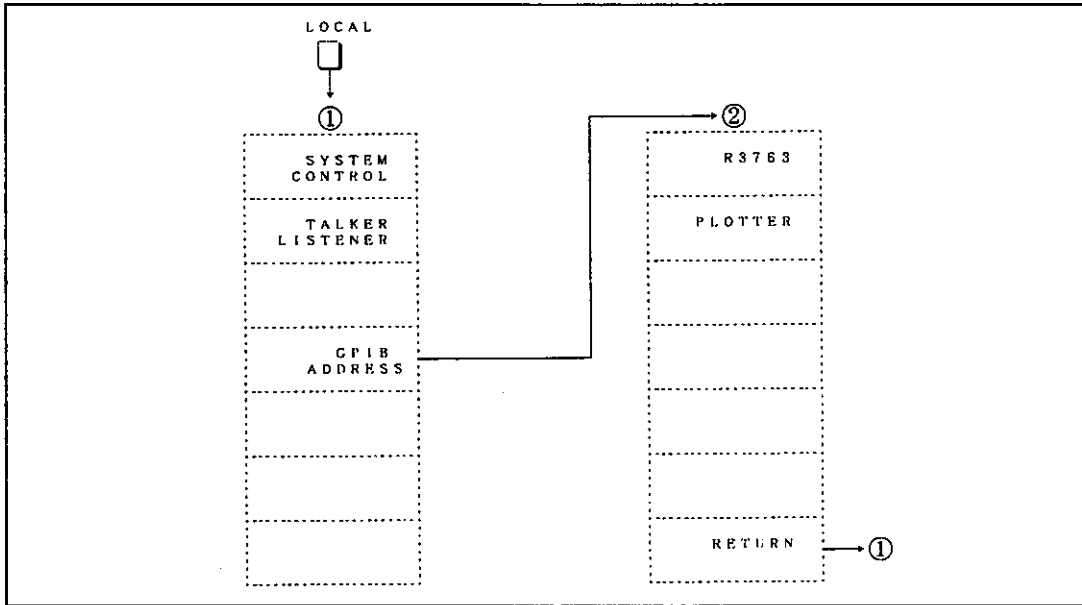 LOCAL
①
SYSTEM
CONTROL
TALKER
LISTENER
GPIB
ADDRESS
②
R3763
PLOTTER
RETURN
①